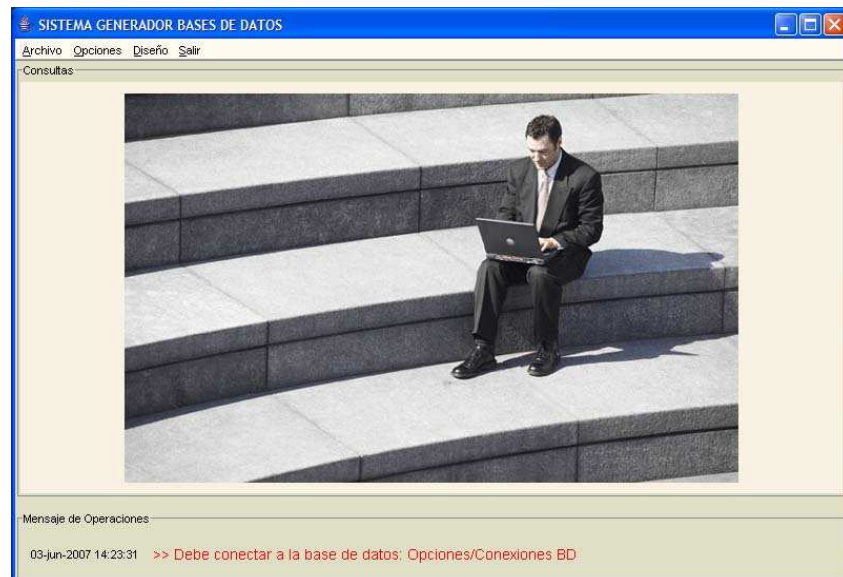 SISTEMA GENERADOR BASES DE DATOS
Archivo Opciones Diseño Salir
Consultas
Mensaje de Operaciones
03-jun-2007 14:23:31 >> Debe conectar a la base de datos: Opciones/Conexiones BD